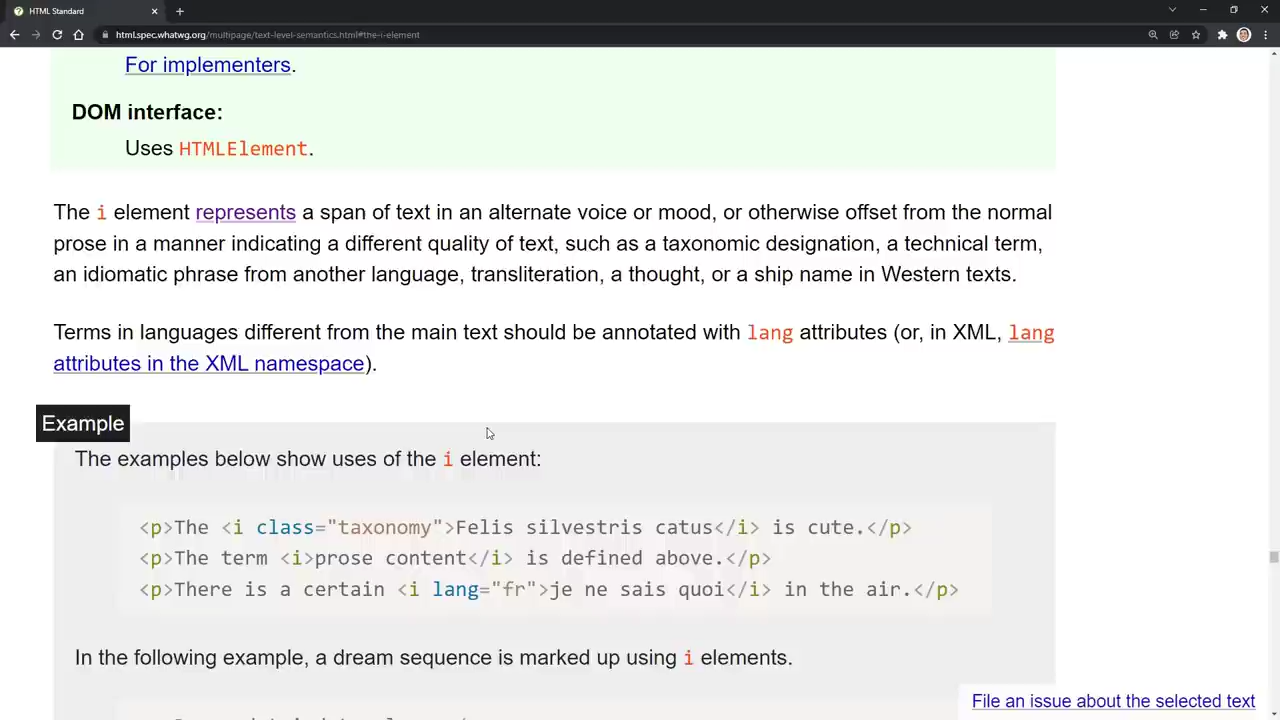 HTML Standard
html.spec.whatwg.org/multipage/text-level-semantics.html#the-i-element
For implementers.
DOM interface:
Uses HTMLElement.
The i element represents a span of text in an alternate voice or mood, or otherwise offset from the normal
prose in a manner indicating a different quality of text, such as a taxonomic designation, a technical term,
an idiomatic phrase from another language, transliteration, a thought, or a ship name in Western texts.
Terms in languages different from the main text should be annotated with lang attributes (or, in XML, lang
attributes in the XML namespace).
Example
The examples below show uses of the i element:
<p>The <i class="taxonomy">Felis silvestris catus</i> is cute.</p>
<p>The term <i>prose content</i> is defined above.</p>
<p>There is a certain <i lang="fr">je ne sais quoi</i> in the air.</p>
In the following example, a dream sequence is marked up using i elements.
File an issue about the selected text